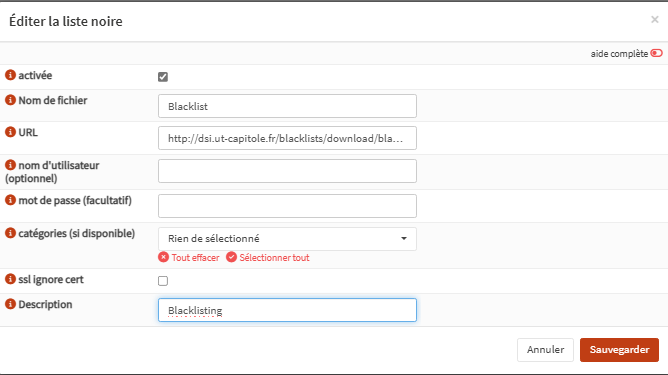 Éditer la liste noire
×
aide complète
activée
Nom de fichier
Blacklist
URL
http://dsi.ut-capitole.fr/blacklists/download/bla...
nom d'utilisateur
(optionnel)
mot de passe (facultatif)
catégories (si disponible)
Rien de sélectionné
Tout effacer Sélectionner tout
ssl ignore cert
Description
Blacklisting
Annuler Sauvegarder